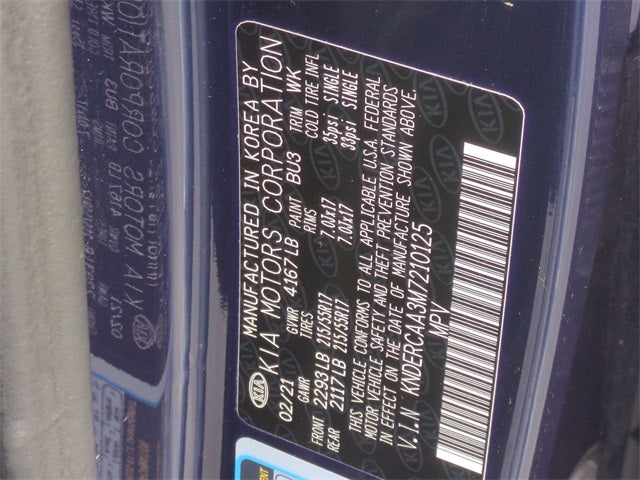 MANUFACTURED IN KOREA BY
KIA KIA MOTORS CORPORATION
02/21 GVWR 4167 LB PAINT BU3 TRIM WK
GAWR TIRES RIMS COLD TIRE INFL
FRONT 2293 LB 215/55R17 7.0Jx17 35psi SINGLE
REAR 2117 LB 215/55R17 7.0Jx17 33psi SINGLE
THIS VEHICLE CONFORMS TO ALL APPLICABLE U.S.A. FEDERAL
MOTOR VEHICLE SAFETY AND THEFT PREVENTION STANDARDS
IN EFFECT ON THE DATE OF MANUFACTURE SHOWN ABOVE.
V.I.N KNDERCAA3M7210125
MPV